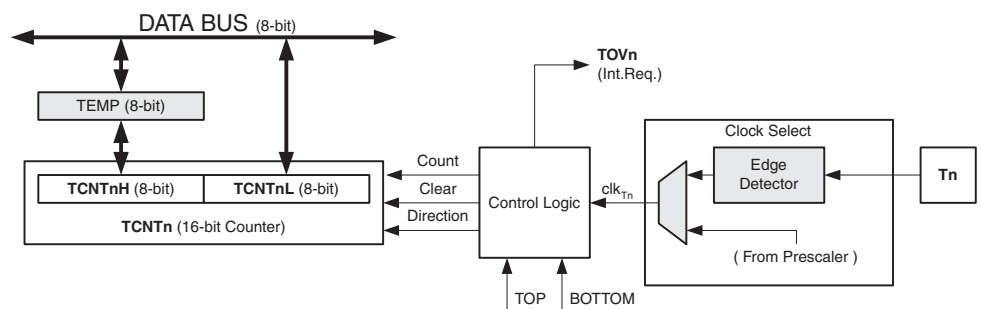 DATA BUS (8-bit)
TOVn
(Int.Req.)
TEMP (8-bit)
Clock Select
Count
Edge
Detector
Tn
TCNTnH (8-bit) TCNTnL (8-bit)
Clear
Control Logic
clkTn
TCNTn (16-bit Counter)
Direction
( From Prescaler )
TOP
BOTTOM